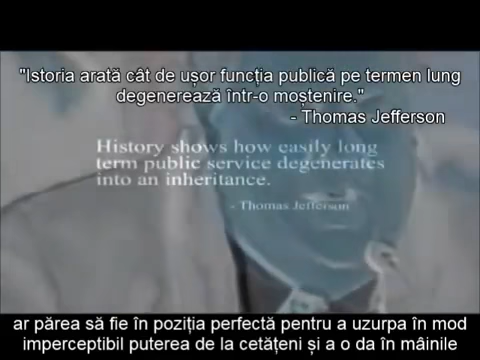 "Istoria arată cât de ușor funcția publică pe termen lung
degenerează într-o moștenire."
- Thomas Jefferson
History shows how easily long
term public service degenerates
into an inheritance.
- Thomas Jefferson
ar părea să fie în poziția perfectă pentru a uzurpa în mod
imperceptibil puterea de la cetățeni și a o da în mâinile